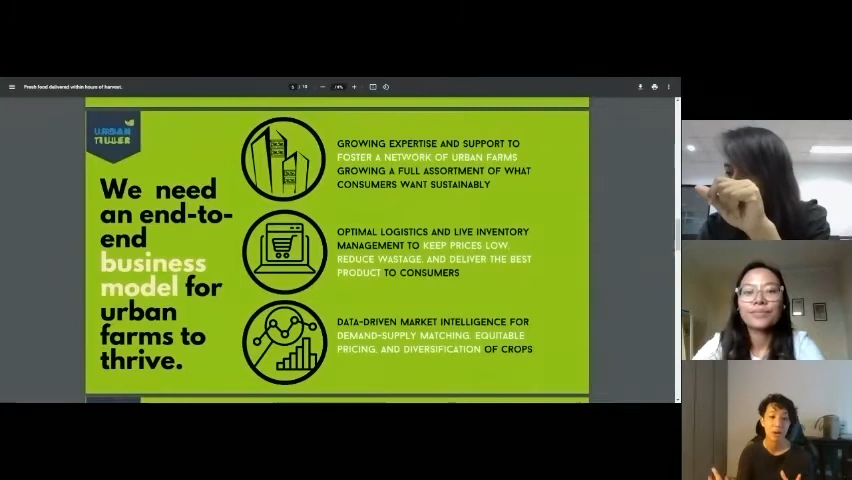 Fresh food delivered within hours of harvest.
5 / 13
URBAN
TILLER
We need
an end-to-
end
business
model for
urban
farms to
thrive.
GROWING EXPERTISE AND SUPPORT TO
FOSTER A NETWORK OF URBAN FARMS
GROWING A FULL ASSORTMENT OF WHAT
CONSUMERS WANT SUSTAINABLY
OPTIMAL LOGISTICS AND LIVE INVENTORY
MANAGEMENT TO KEEP PRICES LOW,
REDUCE WASTAGE, AND DELIVER THE BEST
PRODUCT TO CONSUMERS
DATA-DRIVEN MARKET INTELLIGENCE FOR
DEMAND-SUPPLY MATCHING, EQUITABLE
PRICING, AND DIVERSIFICATION OF CROPS